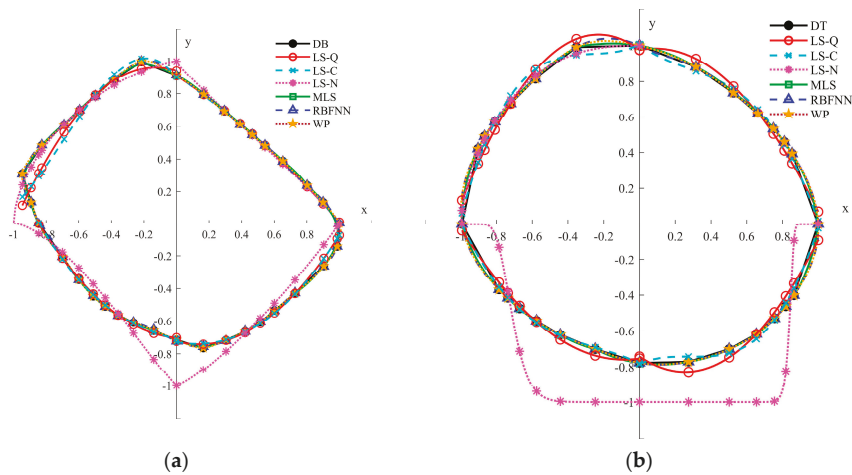 y
DB
LS-Q
LS-C
LS-N
MLS
RBFNN
WP
1
0.8
0.6
0.4
0.2
x
-1 -0.8 -0.6 -0.4 -0.2 0.2 0.4 0.6 0.8
-0.2
-0.4
-0.6
-0.8
-1
(a)
y
DT
LS-Q
LS-C
LS-N
MLS
RBFNN
WP
0.8
0.6
0.4
0.2
x
-0.8 -0.6 -0.4 -0.2 0.2 0.4 0.6 0.8
-0.2
-0.4
-0.6
-0.8
-1
(b)